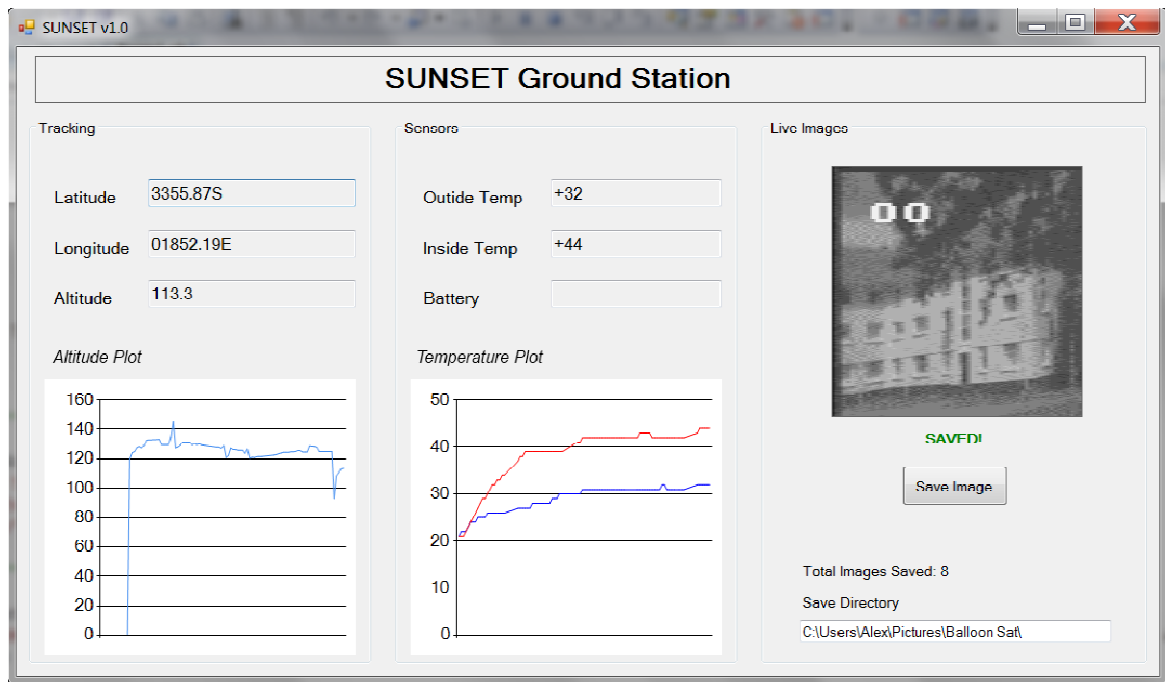 SUNSET v1.0
SUNSET Ground Station
Tracking
Latitude 3355.87S
Longitude 01852.19E
Altitude 113.3
Altitude Plot
160
140
120
100
80
60
40
20
0
Sensors
Outide Temp +32
Inside Temp +44
Battery
Temperature Plot
50
40
30
20
10
0
Live Images
00
SAVED!
Save Image
Total Images Saved: 8
Save Directory
C:\Users\Alex\Pictures\Balloon Sat\